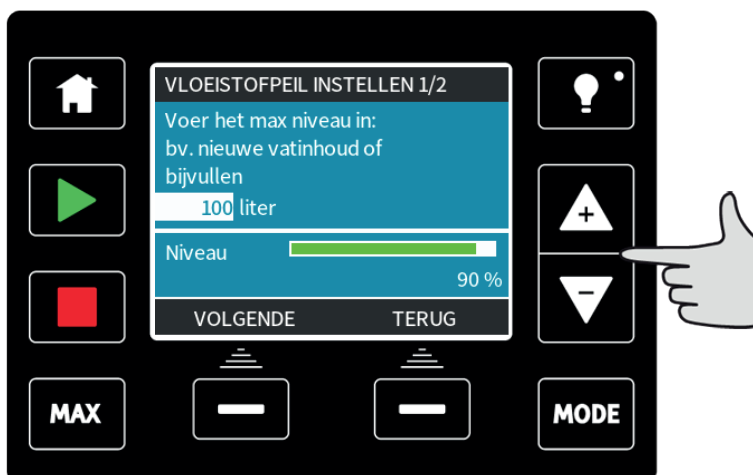 VLOEISTOFPEIL INSTELLEN 1/2
Voer het max niveau in:
bv. nieuwe vatinhoud of
bijvullen
100 liter
Niveau
90 %
VOLGENDE TERUG
MAX MODE